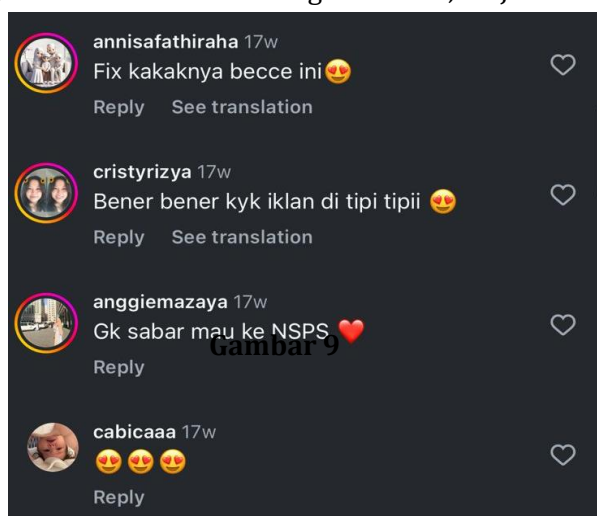 annisafathiraha 17w
Fix kakaknya becce ini😍
Reply See translation
cristyrizya 17w
Bener bener kyk iklan di tipi tipii 😍
Reply See translation
anggiemazaya 17w
Gk sabar mau ke NSPS ❤️
Gambar 9
Reply
cabicaaa 17w
😍😍😍
Reply